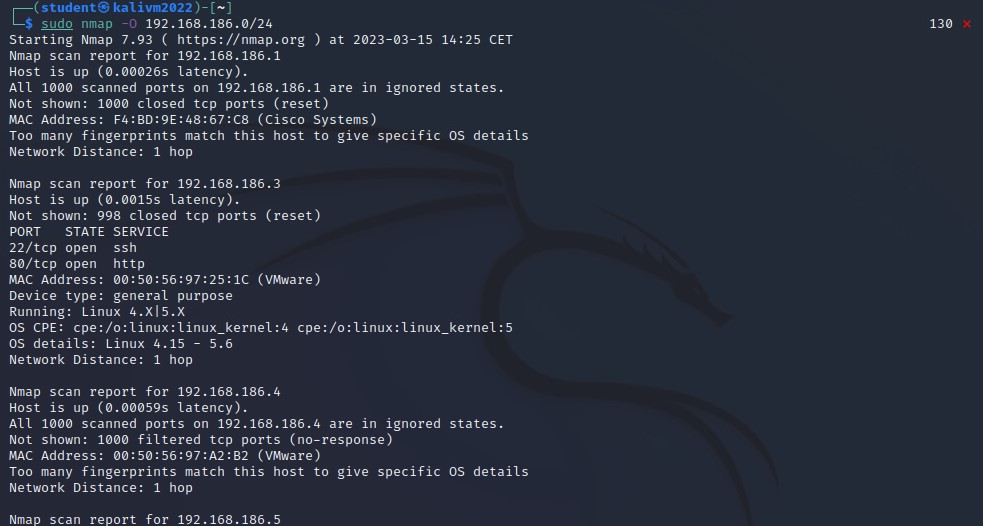 ┌──(student㉿kalivm2022)-[~]
└─$ sudo nmap -O 192.168.186.0/24 130 ⨯
Starting Nmap 7.93 ( https://nmap.org ) at 2023-03-15 14:25 CET
Nmap scan report for 192.168.186.1
Host is up (0.00026s latency).
All 1000 scanned ports on 192.168.186.1 are in ignored states.
Not shown: 1000 closed tcp ports (reset)
MAC Address: F4:BD:9E:48:67:C8 (Cisco Systems)
Too many fingerprints match this host to give specific OS details
Network Distance: 1 hop

Nmap scan report for 192.168.186.3
Host is up (0.0015s latency).
Not shown: 998 closed tcp ports (reset)
PORT   STATE SERVICE
22/tcp open  ssh
80/tcp open  http
MAC Address: 00:50:56:97:25:1C (VMware)
Device type: general purpose
Running: Linux 4.X|5.X
OS CPE: cpe:/o:linux:linux_kernel:4 cpe:/o:linux:linux_kernel:5
OS details: Linux 4.15 - 5.6
Network Distance: 1 hop

Nmap scan report for 192.168.186.4
Host is up (0.00059s latency).
All 1000 scanned ports on 192.168.186.4 are in ignored states.
Not shown: 1000 filtered tcp ports (no-response)
MAC Address: 00:50:56:97:A2:B2 (VMware)
Too many fingerprints match this host to give specific OS details
Network Distance: 1 hop

Nmap scan report for 192.168.186.5